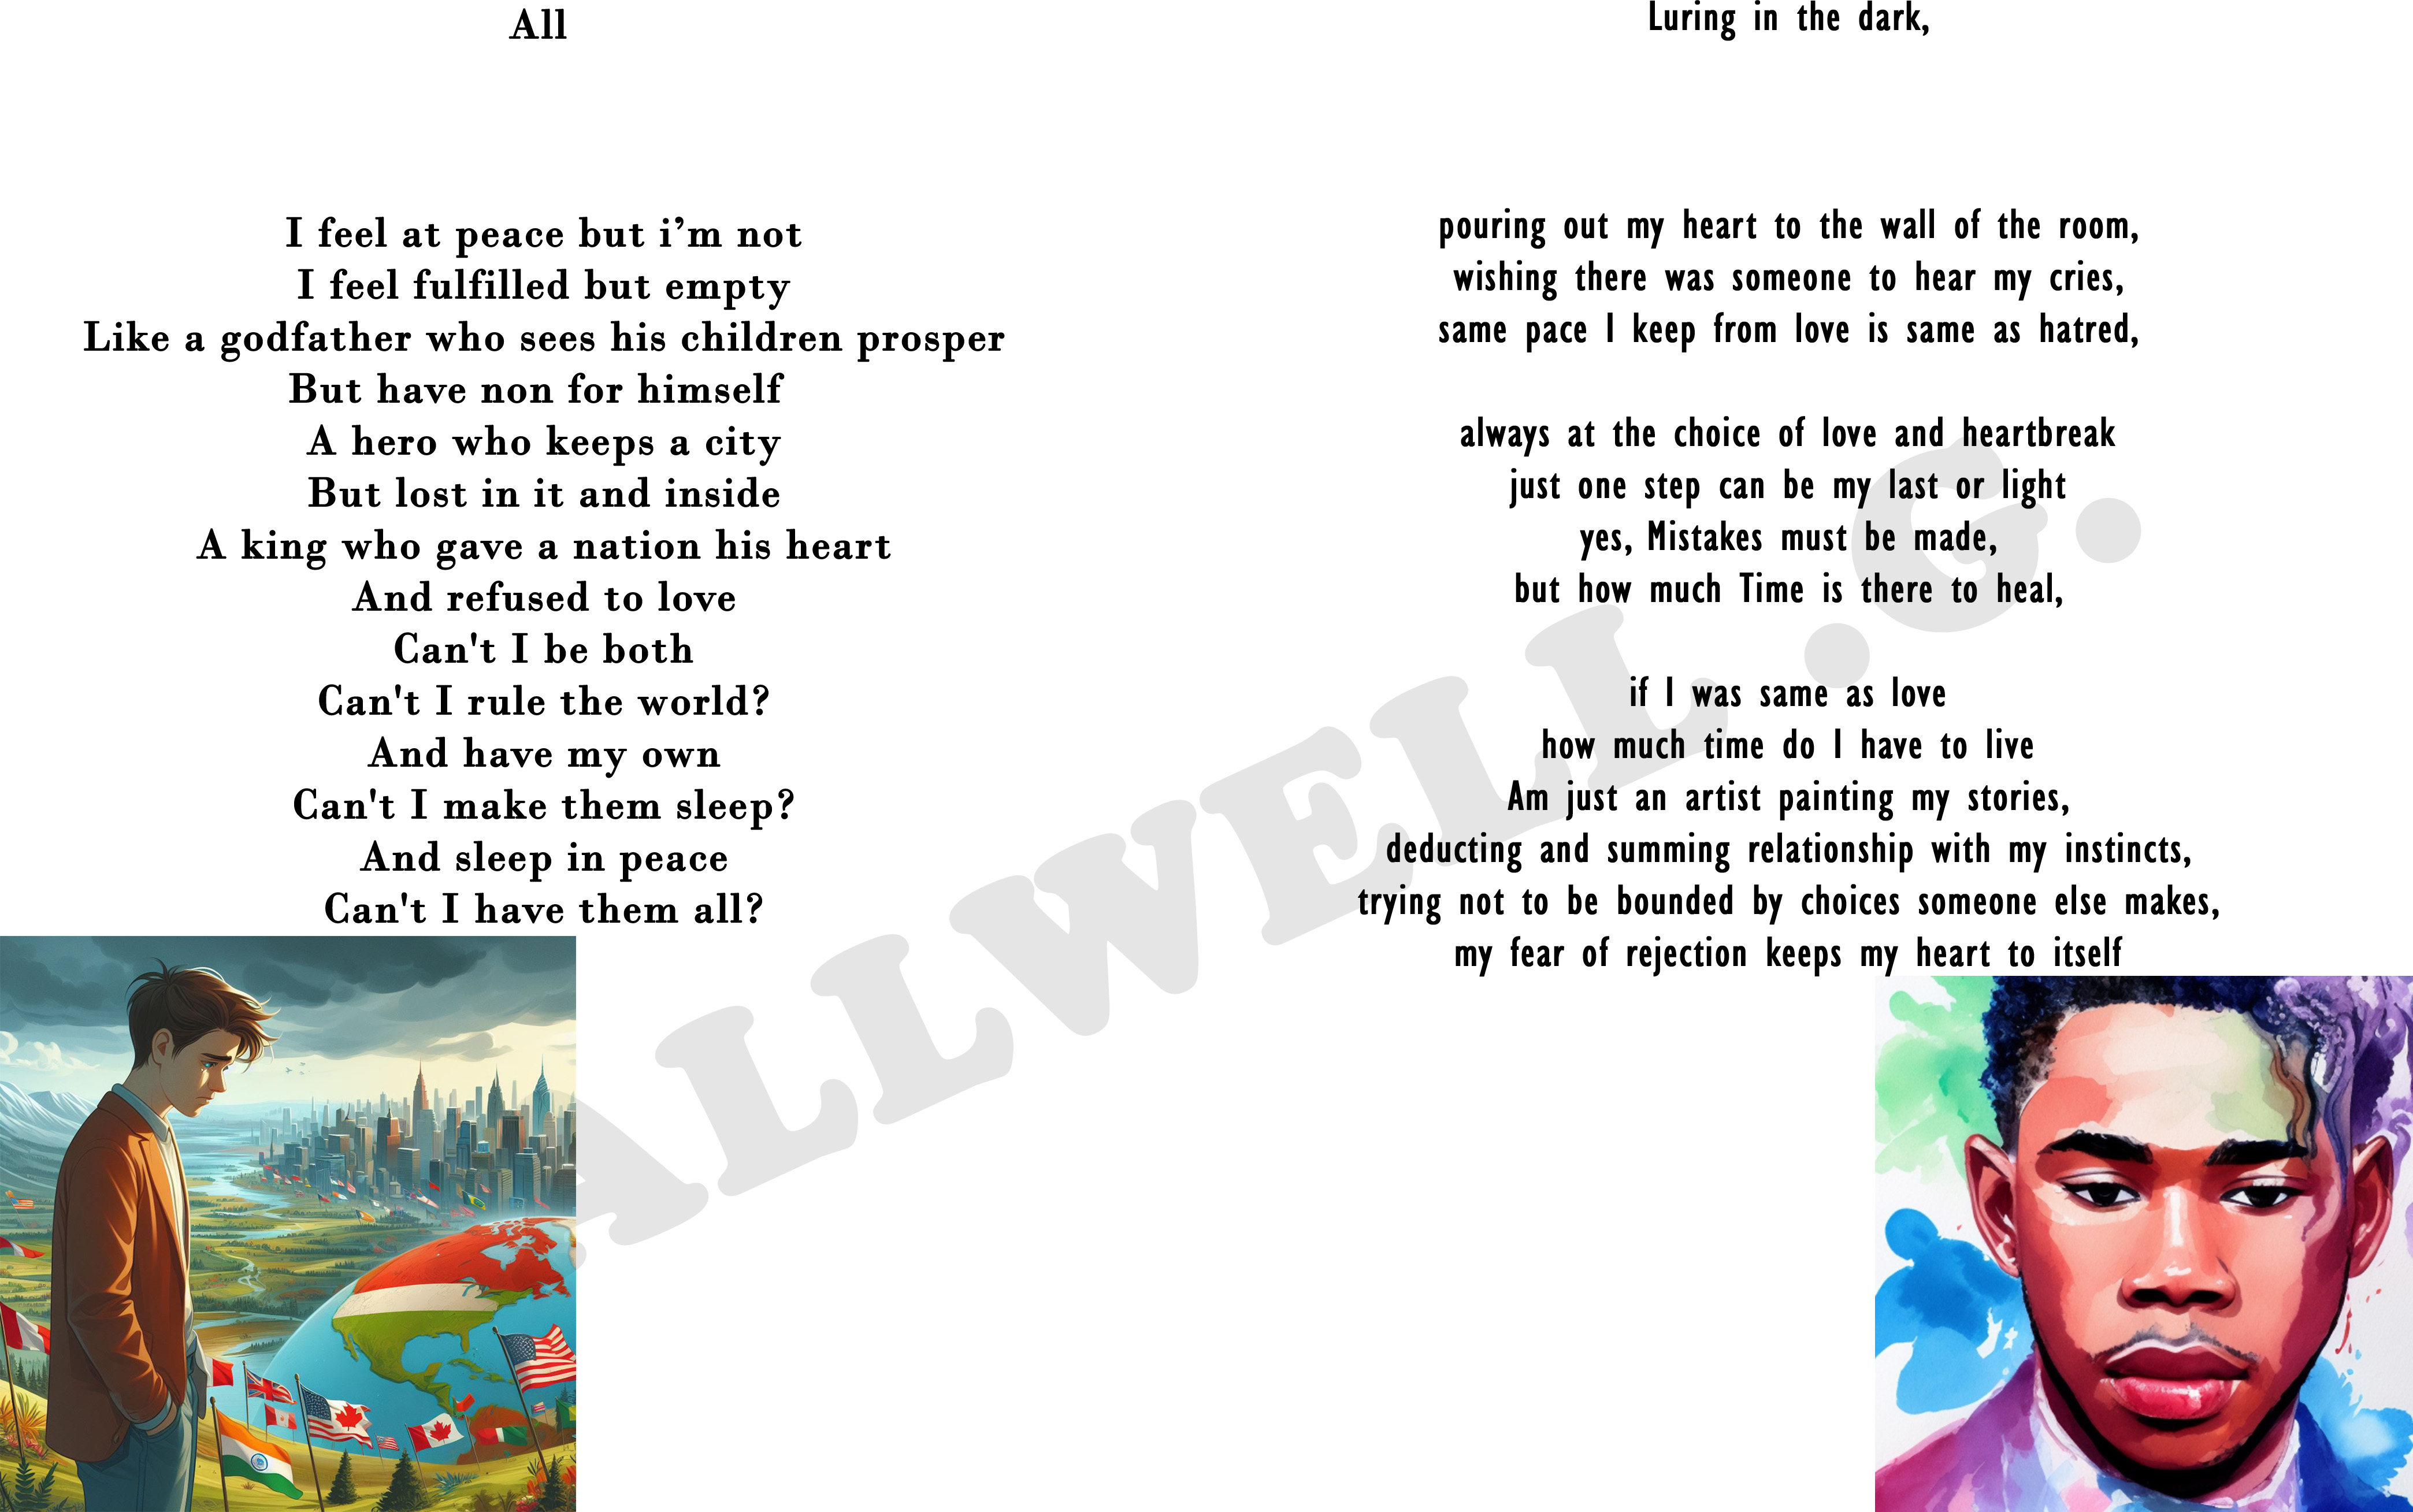 All
I feel at peace but i’m not
I feel fulfilled but empty
Like a godfather who sees his children prosper
But have non for himself
A hero who keeps a city
But lost in it and inside
A king who gave a nation his heart
And refused to love
Can't I be both
Can't I rule the world?
And have my own
Can't I make them sleep?
And sleep in peace
Can't I have them all?
Luring in the dark,
pouring out my heart to the wall of the room,
wishing there was someone to hear my cries,
same pace I keep from love is same as hatred,
always at the choice of love and heartbreak
just one step can be my last or light
yes, Mistakes must be made,
but how much Time is there to heal,
if I was same as love
how much time do I have to live
Am just an artist painting my stories,
deducting and summing relationship with my instincts,
trying not to be bounded by choices someone else makes,
my fear of rejection keeps my heart to itself
ALLWELL .G.